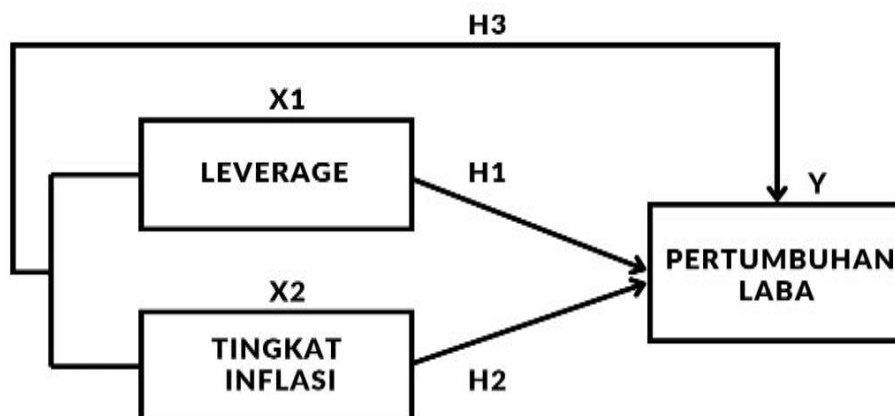 H3
X1
LEVERAGE
H1
Y
PERTUMBUHAN
LABA
X2
TINGKAT
INFLASI
H2